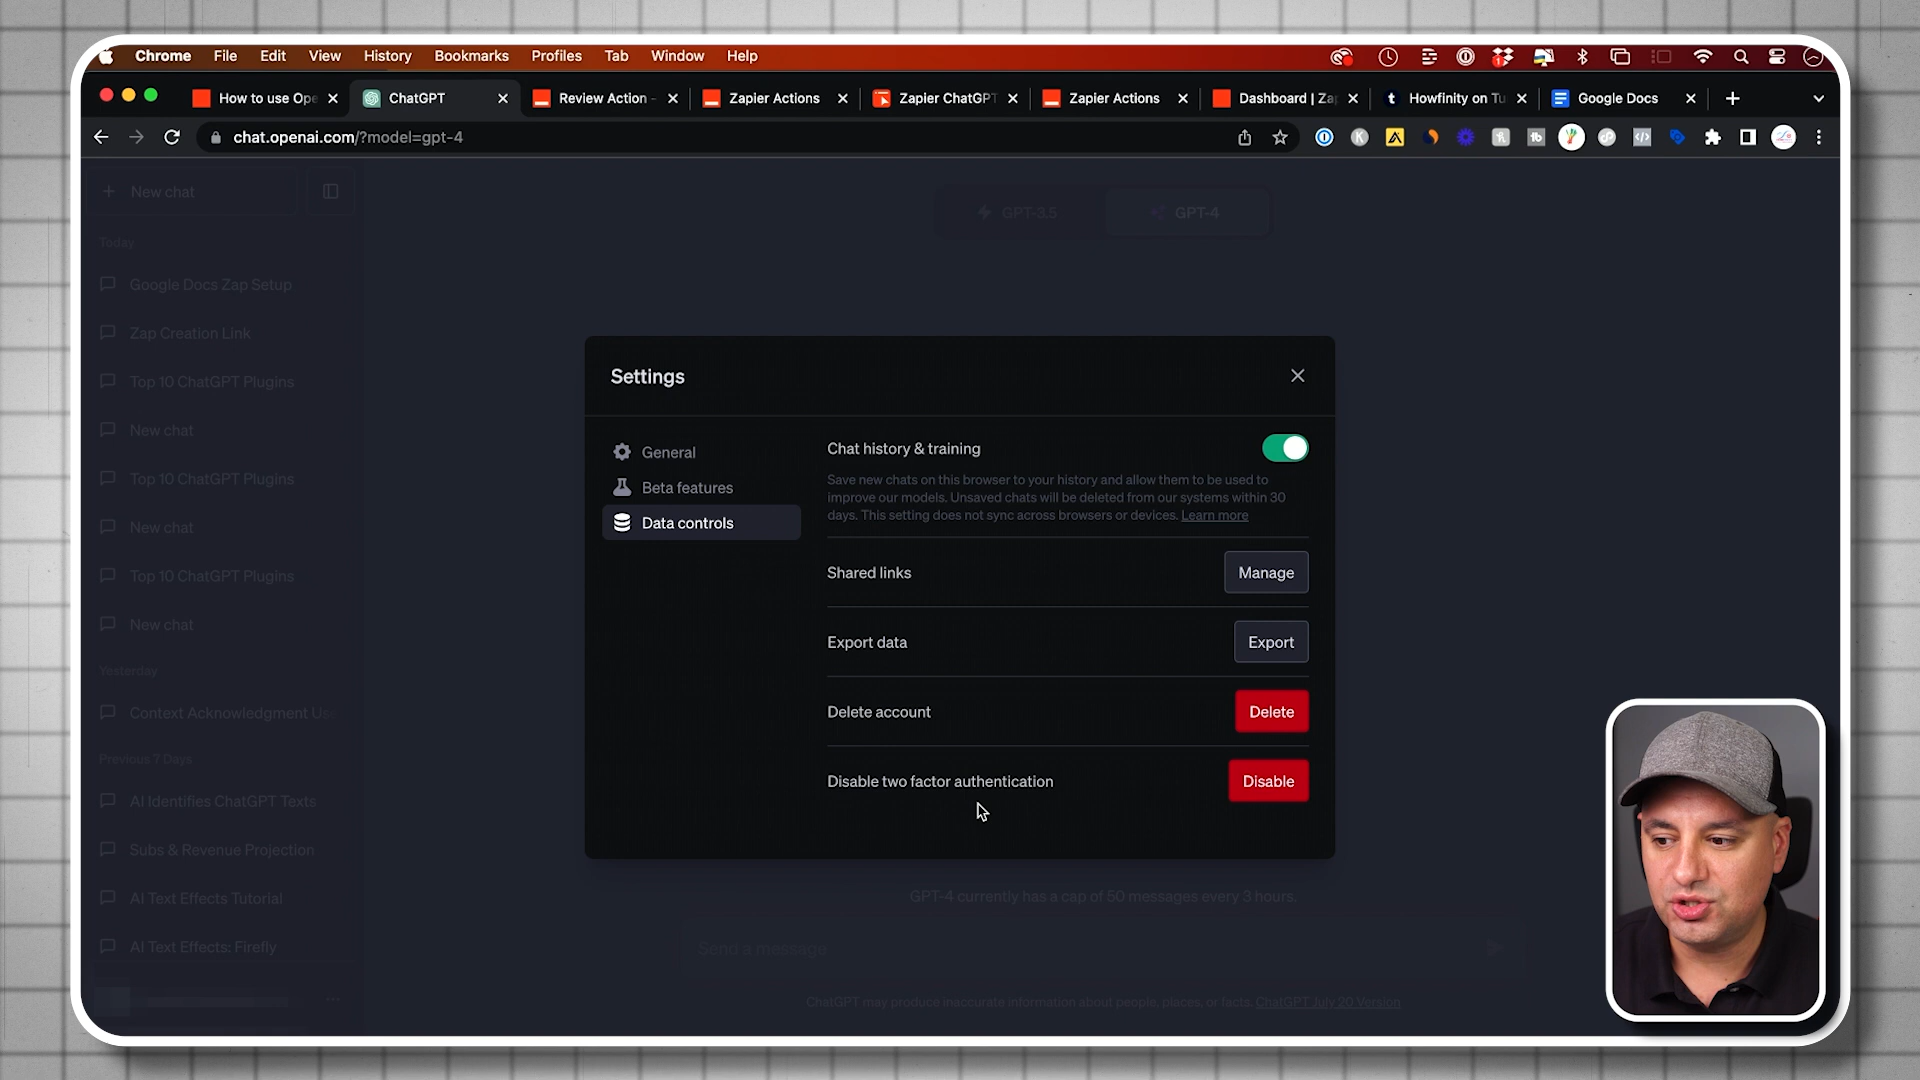 Chrome File Edit View History Bookmarks Profiles Tab Window Help
How to use Ope
ChatGPT
Review Action -
Zapier Actions
Zapier ChatGPT
Zapier Actions
Dashboard | Za
Howfinity on Tu
Google Docs
chat.openai.com/?model=gpt-4
New chat
GPT-3.5
GPT-4
Today
Google Docs Zap Setup
Zap Creation Link
Top 10 ChatGPT Plugins
New chat
Top 10 ChatGPT Plugins
New chat
Top 10 ChatGPT Plugins
New chat
Yesterday
Context Acknowledgment Us
Previous 7 Days
AI Identifies ChatGPT Texts
Subs & Revenue Projection
AI Text Effects Tutorial
AI Text Effects: Firefly
Settings
General
Beta features
Data controls
Chat history & training
Save new chats on this browser to your history and allow them to be used to
improve our models. Unsaved chats will be deleted from our systems within 30
days. This setting does not sync across browsers or devices. Learn more
Shared links
Manage
Export data
Export
Delete account
Delete
Disable two factor authentication
Disable
GPT-4 currently has a cap of 50 messages every 3 hours.
Send a message
ChatGPT may produce inaccurate information about people, places, or facts. ChatGPT July 20 Version